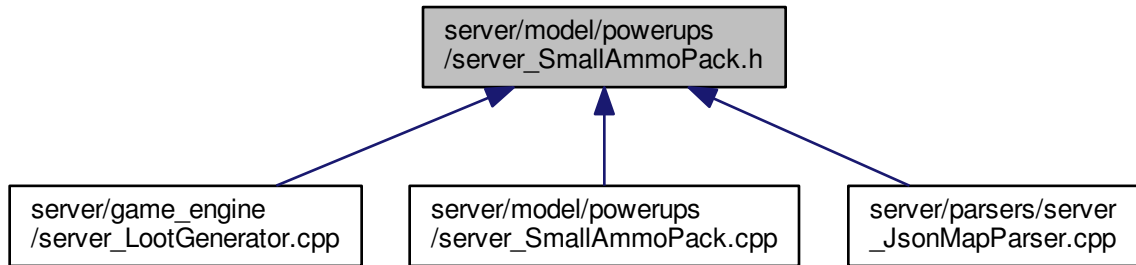 server/model/powerups
/server_SmallAmmoPack.h
server/game_engine
/server_LootGenerator.cpp
server/model/powerups
/server_SmallAmmoPack.cpp
server/parsers/server
_JsonMapParser.cpp